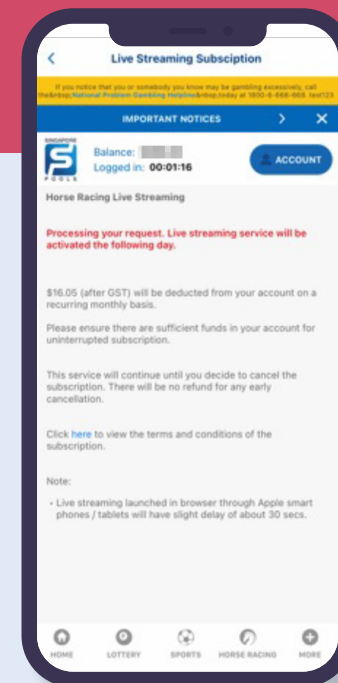 Live Streaming Subsciption
If you notice that you or somebody you know may be gambling excessively, call
the&nbsp;National Problem Gambling Helpline&nbsp;today at 1800-6-668-668. test123
IMPORTANT NOTICES
SINGAPORE
POOLS
Balance:
Logged in: 00:01:16
ACCOUNT
Horse Racing Live Streaming
Processing your request. Live streaming service will be
activated the following day.
$16.05 (after GST) will be deducted from your account on a
recurring monthly basis.
Please ensure there are sufficient funds in your account for
uninterrupted subscription.
This service will continue until you decide to cancel the
subscription. There will be no refund for any early
cancellation.
Click here to view the terms and conditions of the
subscription.
Note:
• Live streaming launched in browser through Apple smart
phones / tablets will have slight delay of about 30 secs.
HOME
LOTTERY
SPORTS
HORSE RACING
MORE